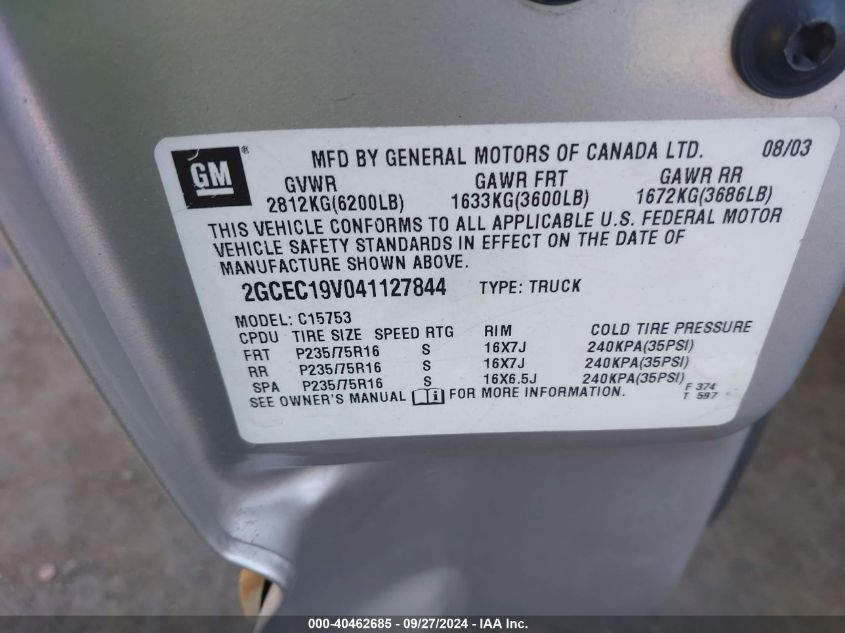 GM ®
MFD BY GENERAL MOTORS OF CANADA LTD. 08/03
GVWR GAWR FRT GAWR RR
2812KG(6200LB) 1633KG(3600LB) 1672KG(3686LB)
THIS VEHICLE CONFORMS TO ALL APPLICABLE U.S. FEDERAL MOTOR
VEHICLE SAFETY STANDARDS IN EFFECT ON THE DATE OF
MANUFACTURE SHOWN ABOVE.
2GCEC19V041127844 TYPE: TRUCK
MODEL: C15753
CPDU TIRE SIZE SPEED RTG RIM COLD TIRE PRESSURE
FRT P235/75R16 S 16X7J 240KPA(35PSI)
RR P235/75R16 S 16X7J 240KPA(35PSI)
SPA P235/75R16 S 16X6.5J 240KPA(35PSI)
SEE OWNER'S MANUAL FOR MORE INFORMATION.
F 374
T 597
000-40462685 - 09/27/2024 - IAA Inc.